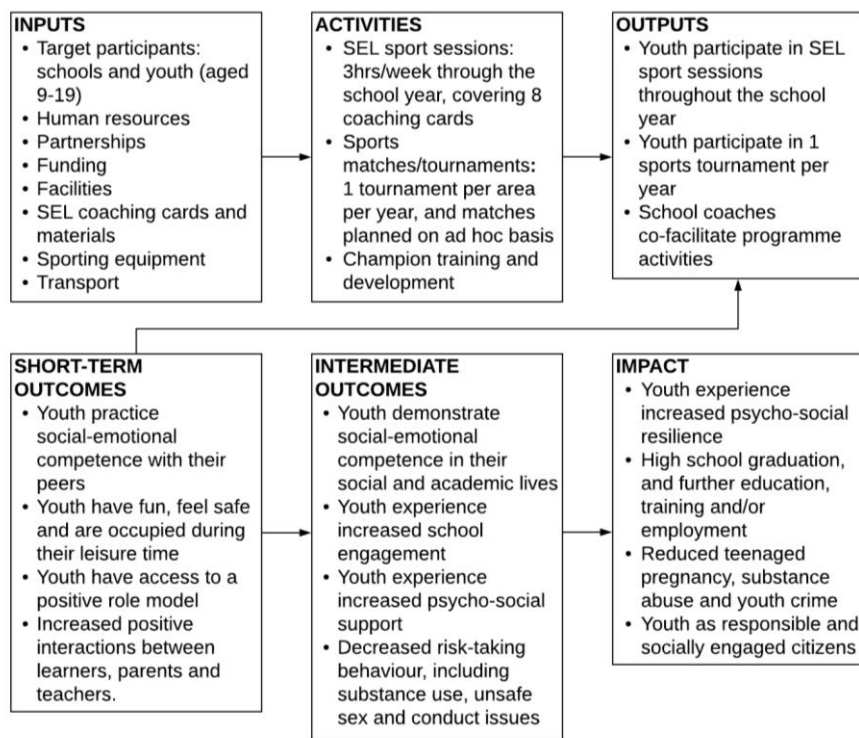 INPUTS
• Target participants:
schools and youth (aged
9-19)
• Human resources
• Partnerships
• Funding
• Facilities
• SEL coaching cards and
materials
• Sporting equipment
• Transport
ACTIVITIES
• SEL sport sessions:
3hrs/week through the
school year, covering 8
coaching cards
• Sports
matches/tournaments:
1 tournament per area
per year, and matches
planned on ad hoc basis
• Champion training and
development
OUTPUTS
• Youth participate in SEL
sport sessions
throughout the school
year
• Youth participate in 1
sports tournament per
year
• School coaches
co-facilitate programme
activities
SHORT-TERM
OUTCOMES
• Youth practice
social-emotional
competence with their
peers
• Youth have fun, feel safe
and are occupied during
their leisure time
• Youth have access to a
positive role model
• Increased positive
interactions between
learners, parents and
teachers.
INTERMEDIATE
OUTCOMES
• Youth demonstrate
social-emotional
competence in their
social and academic lives
• Youth experience
increased school
engagement
• Youth experience
increased psycho-social
support
• Decreased risk-taking
behaviour, including
substance use, unsafe
sex and conduct issues
IMPACT
• Youth experience
increased psycho-social
resilience
• High school graduation,
and further education,
training and/or
employment
• Reduced teenaged
pregnancy, substance
abuse and youth crime
• Youth as responsible and
socially engaged citizens